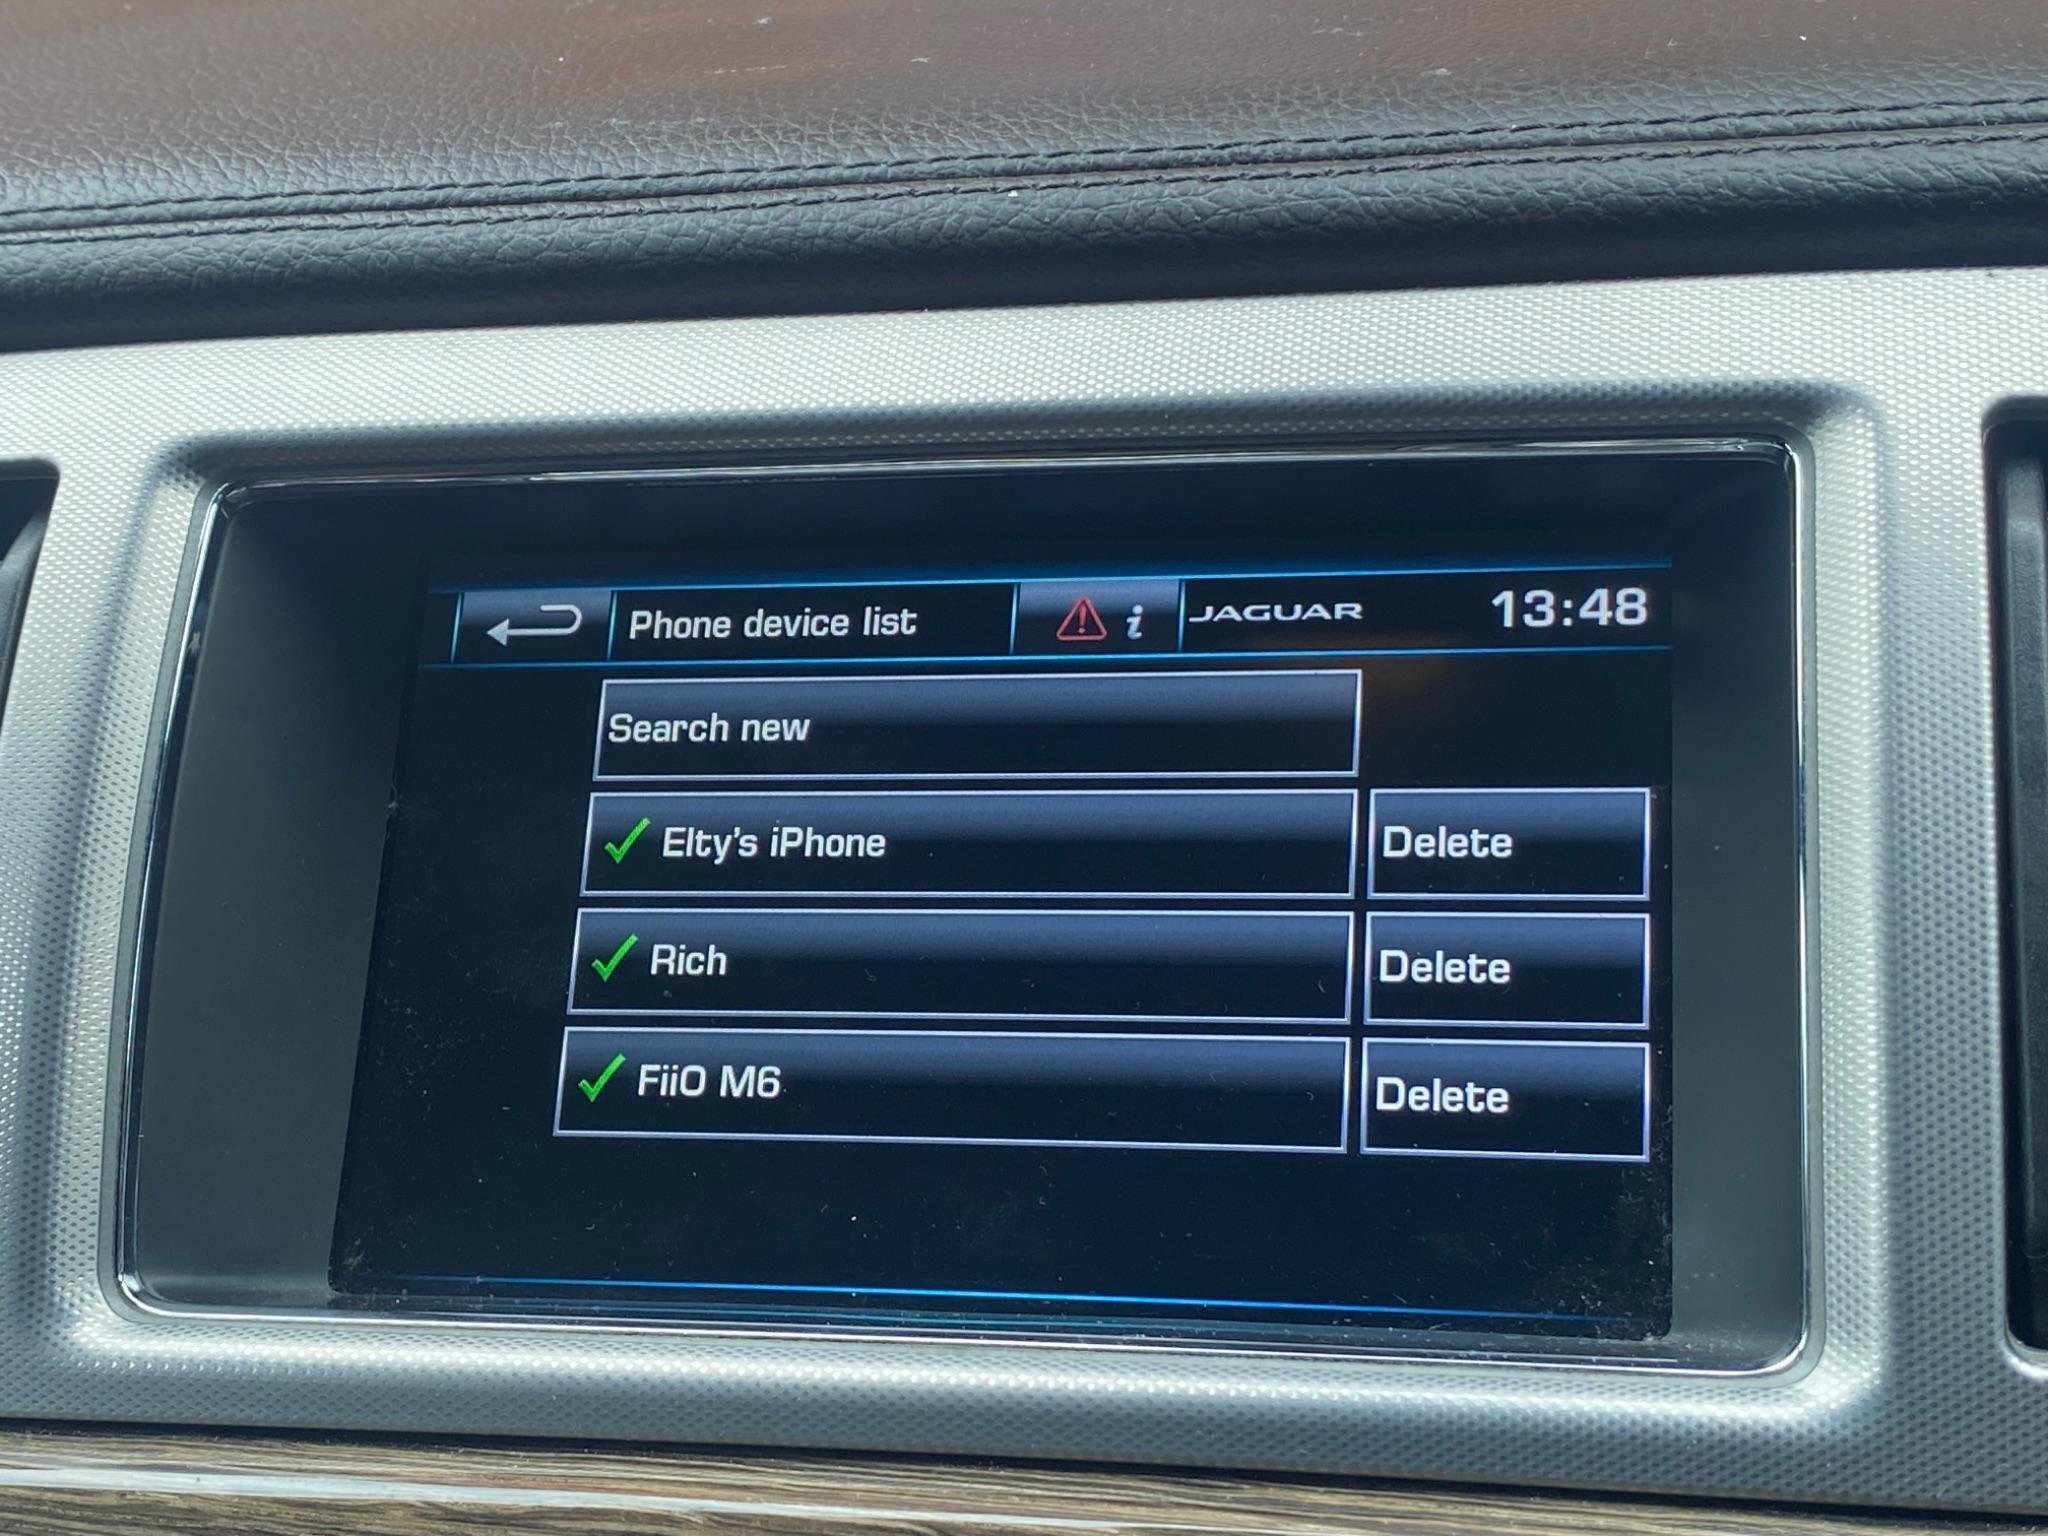 Phone device list
i
JAGUAR
13:48
Search new
Elty's iPhone
Delete
Rich
Delete
FiiO M6
Delete